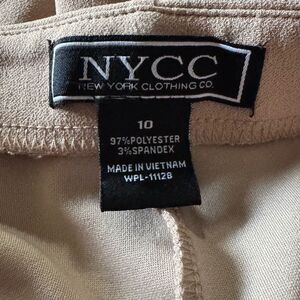 NYCC
NEW YORK CLOTHING CO.
10
97%POLYESTER
3%SPANDEX
MADE IN VIETNAM
WPL-11128